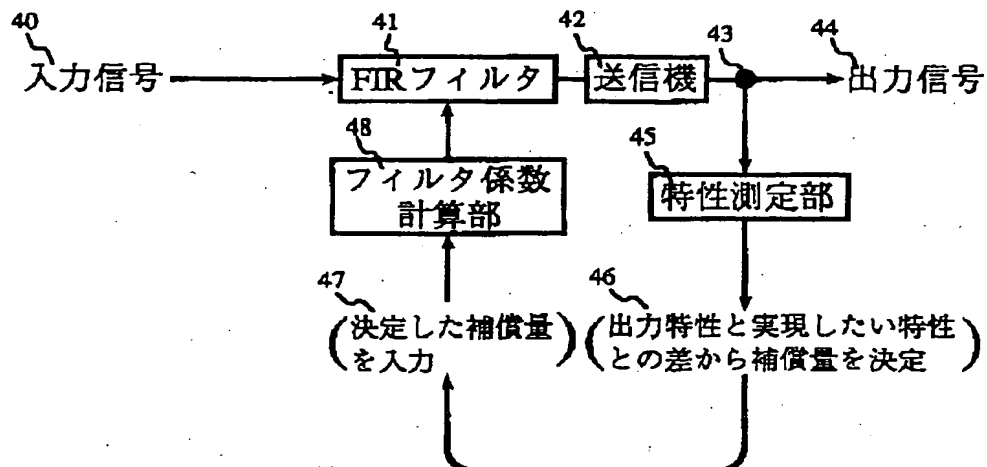 40
入力信号
41
FIRフィルタ
42
送信機
43
44
出力信号
48
フィルタ係数
計算部
45
特性測定部
47
(決定した補償量
を入力)
46
(出力特性と実現したい特性
との差から補償量を決定)